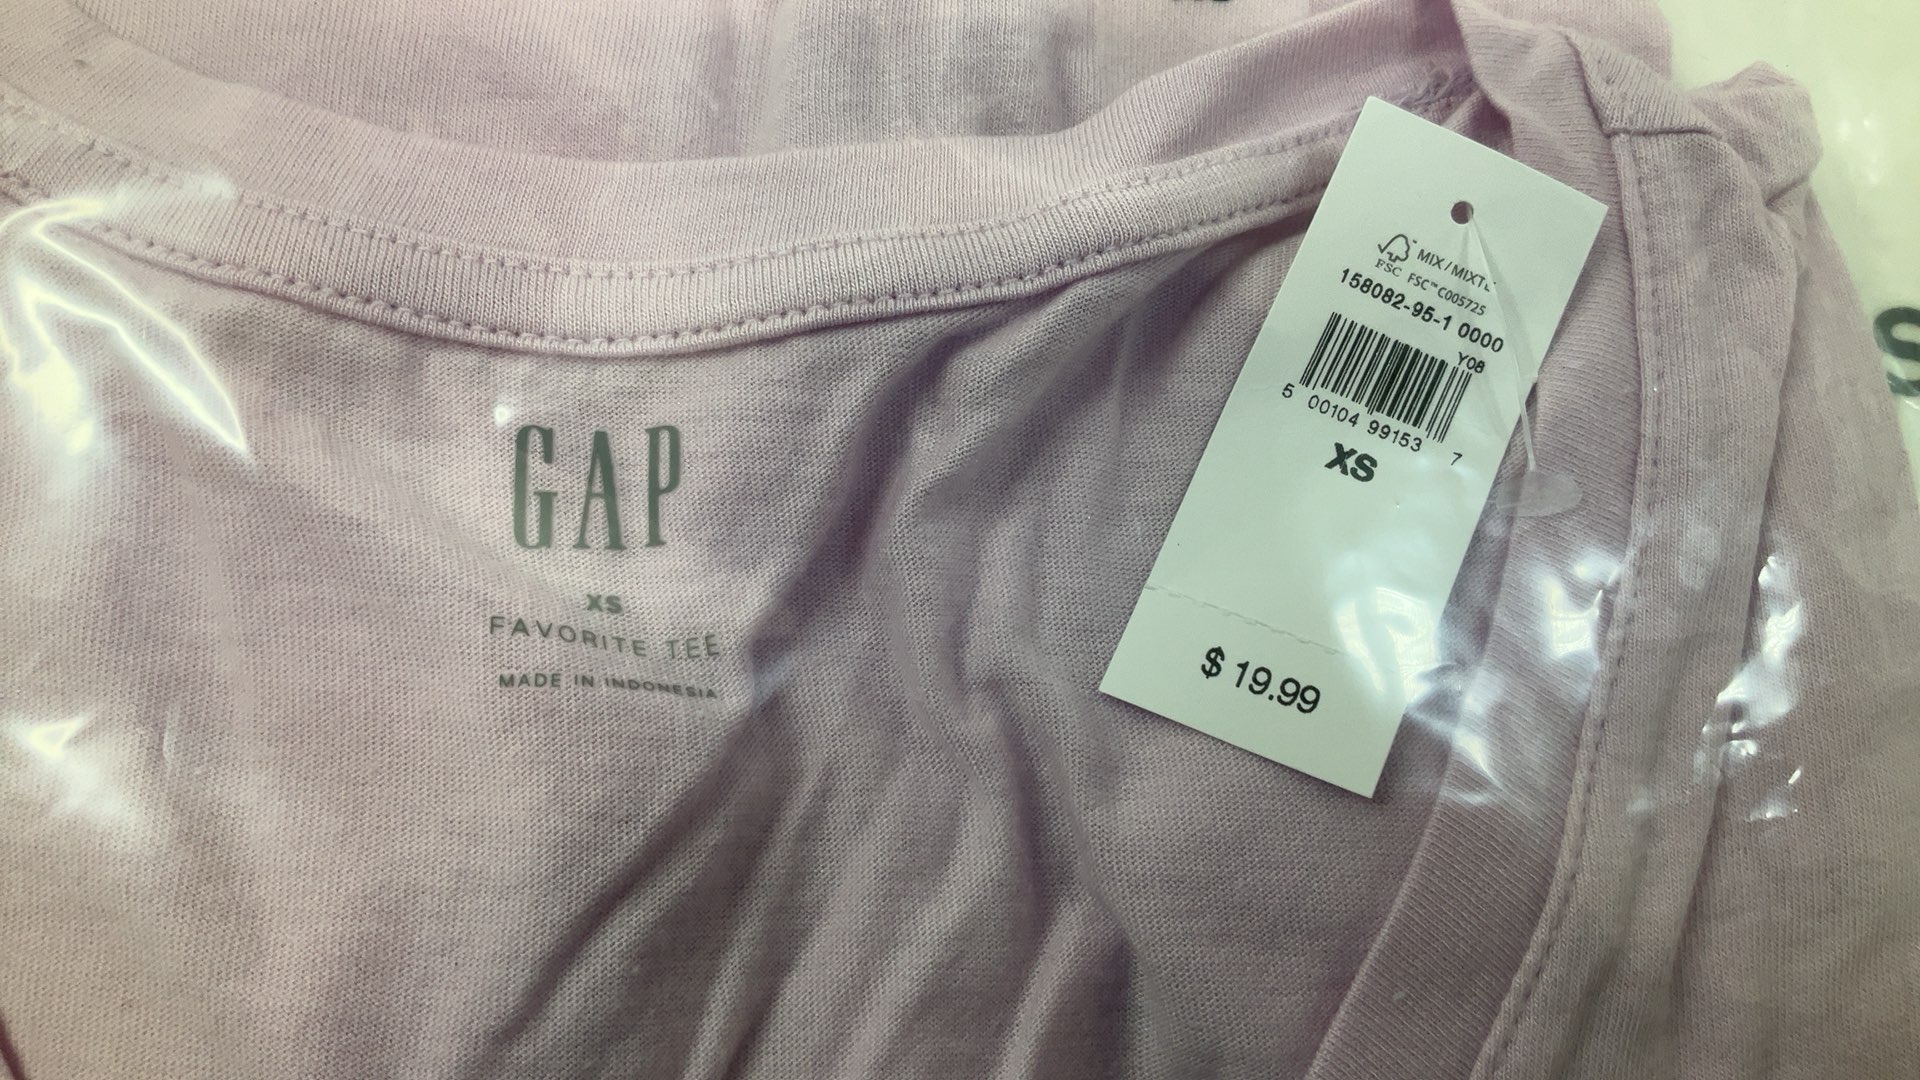 GAP
XS
FAVORITE TEE
MADE IN INDONESIA
FSC
MIX / MIXTE
FSC™ C005725
158082-95-1 0000
Y08
5 00104 99153 7
XS
$ 19.99